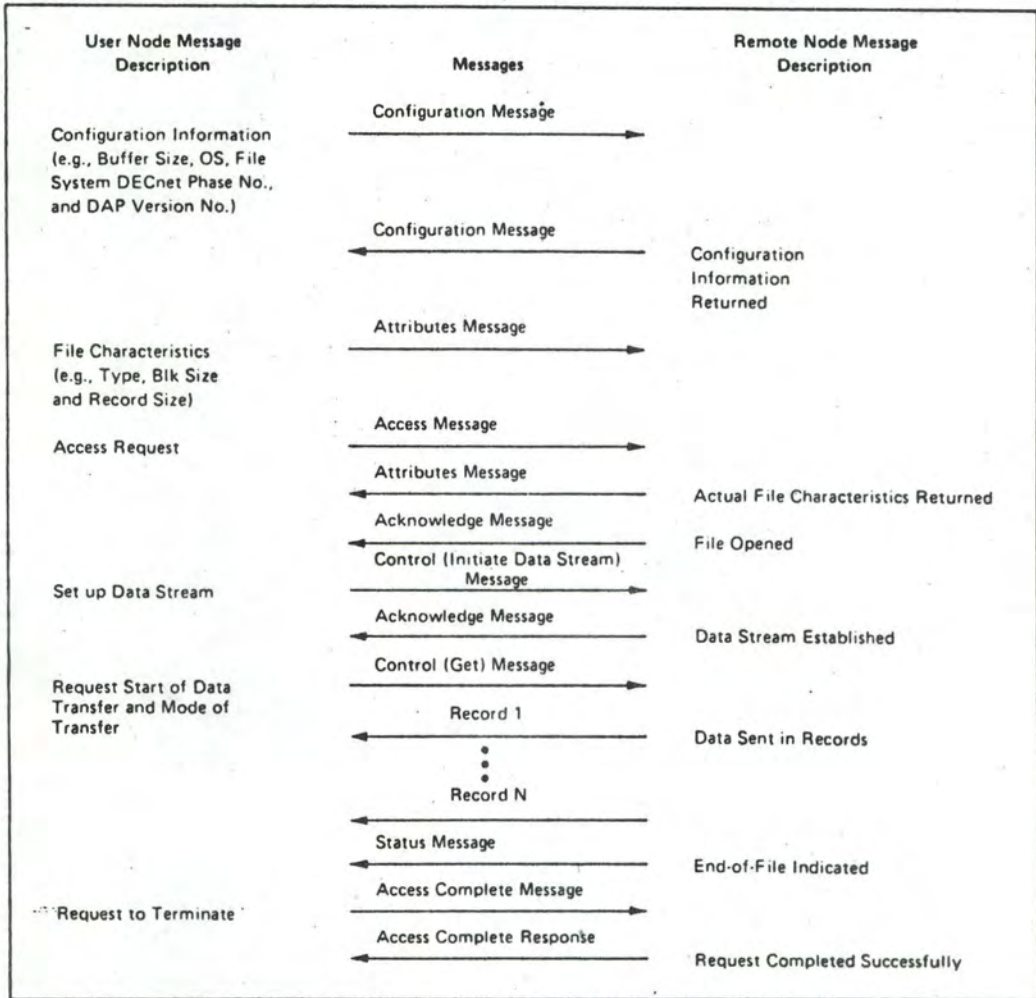 User Node Message
Description
Messages
Remote Node Message
Description
Configuration Message
Configuration Information
(e.g., Buffer Size, OS, File
System DECnet Phase No.,
and DAP Version No.)
Configuration Message
Configuration
Information
Returned
Attributes Message
File Characteristics
(e.g., Type, Blk Size
and Record Size)
Access Message
Access Request
Attributes Message
Actual File Characteristics Returned
Acknowledge Message
File Opened
Control (Initiate Data Stream)
Message
Set up Data Stream
Acknowledge Message
Data Stream Established
Control (Get) Message
Request Start of Data
Transfer and Mode of
Transfer
Record 1
Data Sent in Records
Record N
Status Message
End-of-File Indicated
Access Complete Message
Request to Terminate
Access Complete Response
Request Completed Successfully